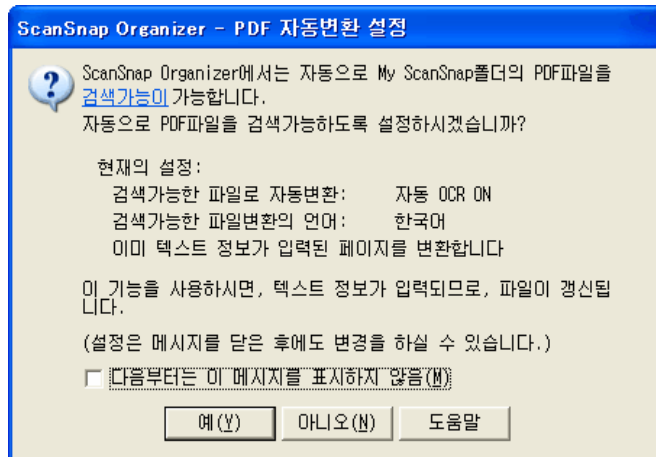 ScanSnap Organizer - PDF 자동변환 설정
ScanSnap Organizer에서는 자동으로 My ScanSnap폴더의 PDF파일을
검색가능이 가능합니다.
자동으로 PDF파일을 검색가능하도록 설정하시겠습니까?
현재의 설정:
검색가능한 파일로 자동변환: 자동 OCR ON
검색가능한 파일변환의 언어: 한국어
이미 텍스트 정보가 입력된 페이지를 변환합니다
이 기능을 사용하시면, 텍스트 정보가 입력되므로, 파일이 갱신됩
니다.
(설정은 메시지를 닫은 후에도 변경을 하실 수 있습니다.)
다음부터는 이 메시지를 표시하지 않음(M)
예(Y) 아니오(N) 도움말